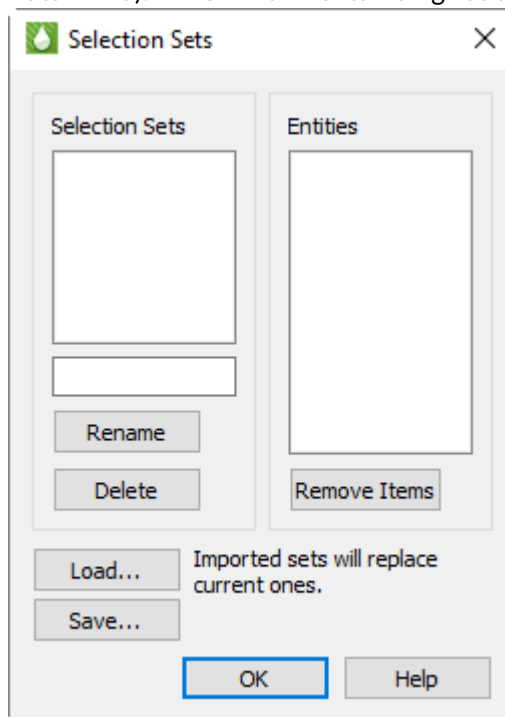 Selection Sets
Selection Sets
Entities
Rename
Delete
Remove Items
Load...
Imported sets will replace
current ones.
Save...
OK
Help